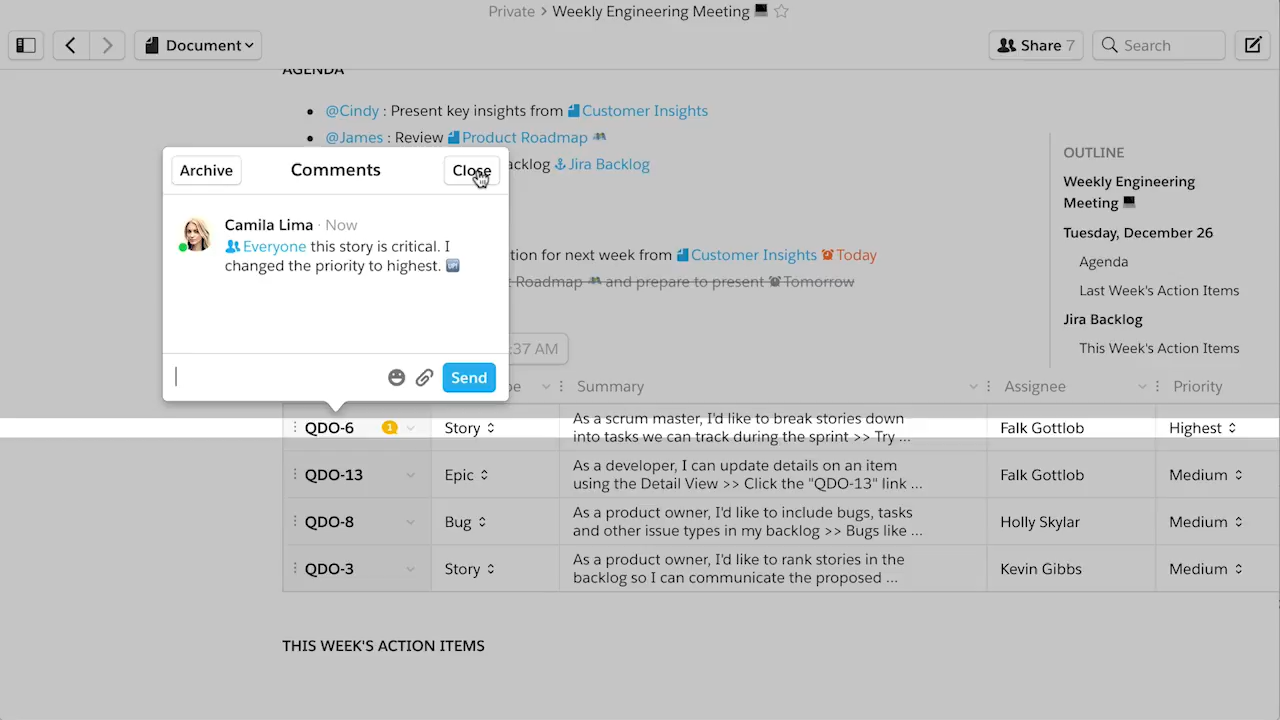 Private > Weekly Engineering Meeting
Document
Share 7
Search
AGENDA
@Cindy : Present key insights from Customer Insights
@James : Review Product Roadmap
acklog Jira Backlog
Archive
Comments
Close
Camila Lima · Now
Everyone this story is critical. I
changed the priority to highest. UP!
Send
tion for next week from Customer Insights Today
Roadmap and prepare to present Tomorrow
:37 AM
OUTLINE
Weekly Engineering
Meeting
Tuesday, December 26
Agenda
Last Week's Action Items
Jira Backlog
This Week's Action Items
pe Summary Assignee Priority
QDO-6 1 Story As a scrum master, I'd like to break stories down Falk Gottlob Highest
into tasks we can track during the sprint >> Try ...
QDO-13 Epic As a developer, I can update details on an item Falk Gottlob Medium
using the Detail View >> Click the "QDO-13" link ...
QDO-8 Bug As a product owner, I'd like to include bugs, tasks Holly Skylar Medium
and other issue types in my backlog >> Bugs like ...
QDO-3 Story As a product owner, I'd like to rank stories in the Kevin Gibbs Medium
backlog so I can communicate the proposed ...
THIS WEEK'S ACTION ITEMS